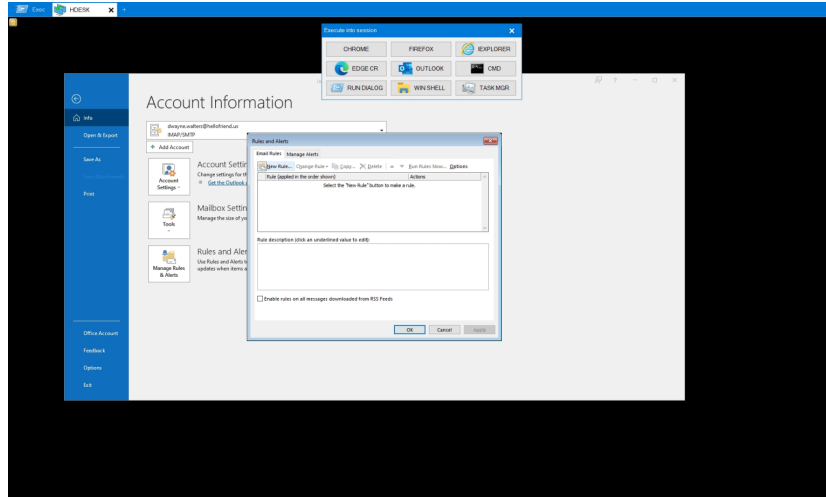 Exec HDESK x +
Execute into session x
CHROME FIREFOX IEXPLORER
EDGE CR OUTLOOK CMD
RUN DIALOG WIN SHELL TASK MGR
Info
Open & Export
Save As
Print
Office Account
Feedback
Options
Exit
Account Information
dwayne.walters@hellofriend.us
IMAP/SMTP
+ Add Account
Account Settings
Account Settin
Change settings for th
Get the Outlook
Tools
Mailbox Settin
Manage the size of yo
Manage Rules & Alerts
Rules and Aler
Use Rules and Alerts to
updates when items a
Rules and Alerts
Email Rules Manage Alerts
New Rule... Change Rule Copy... Delete Run Rules Now... Options
Rule (applied in the order shown) Actions
Select the "New Rule" button to make a rule.
Rule description (click an underlined value to edit):
Enable rules on all messages downloaded from RSS Feeds
OK Cancel Apply